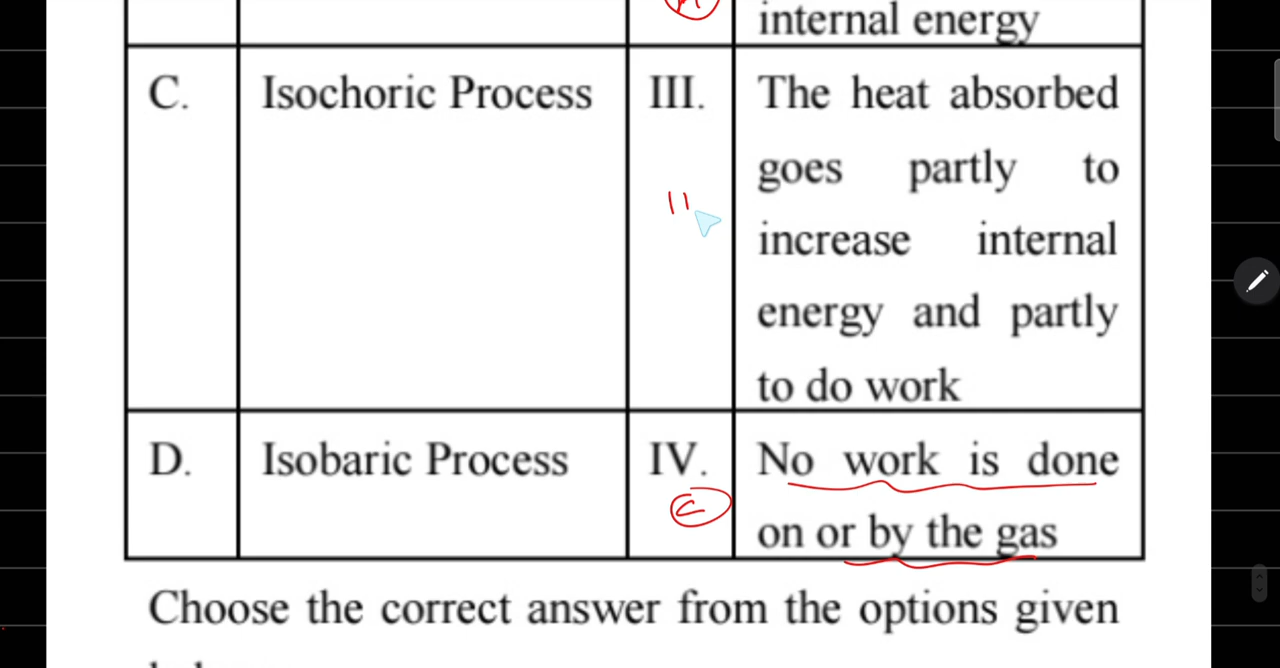 internal energy
C. Isochoric Process III. The heat absorbed
goes partly to
11
increase internal
energy and partly
to do work
D. Isobaric Process IV. No work is done
C
on or by the gas
Choose the correct answer from the options given